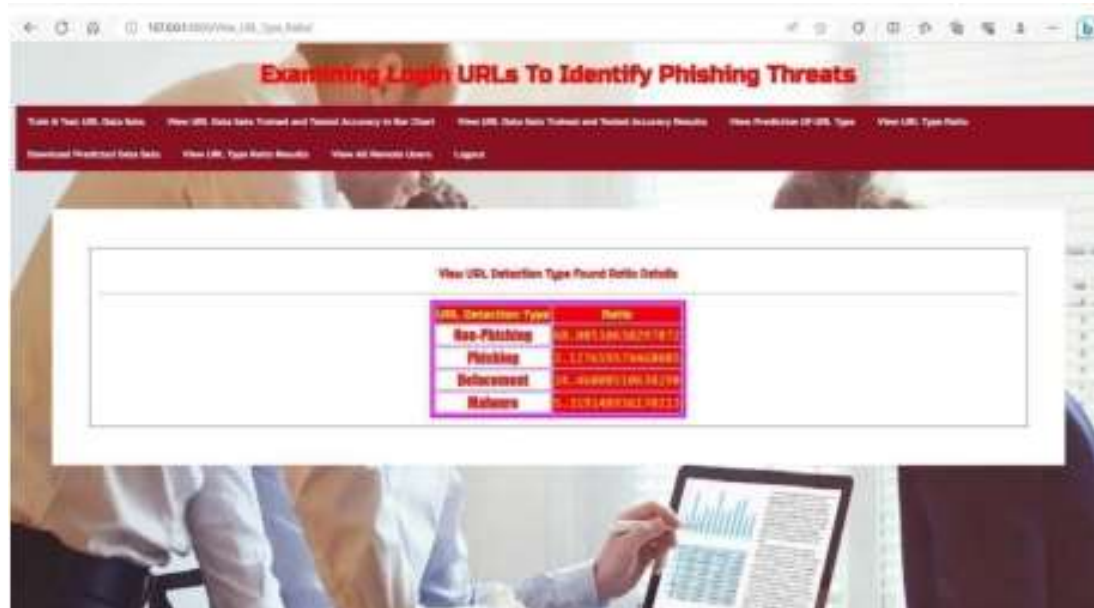 Examining Login URLs To Identify Phishing Threats
Train & Test URL Data Sets View URL Data Sets Trained and Tested Accuracy in Bar Chart View URL Data Sets Trained and Tested Accuracy Results View Prediction Of URL Type View URL Type Ratio
Download Predicted Data Sets View URL Type Ratio Results View All Remote Users Logout
View URL Detection Type Found Ratio Details
URL Detection Type Ratio
Non-Phishing
Phishing
Defacement
Malware